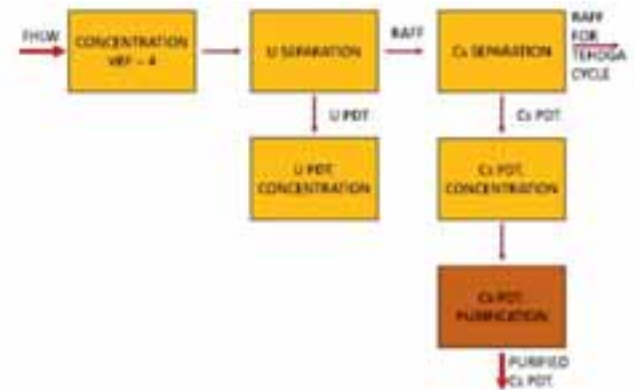 FHLW
CONCENTRATION
VRF – 4
U SEPARATION
RAFF
Cs SEPARATION
RAFF
FOR
TEHDGA
CYCLE
U PDT
Cs PDT
U PDT.
CONCENTRATION
Cs PDT.
CONCENTRATION
Cs PDT.
PURIFICATION
PURIFIED
Cs PDT.